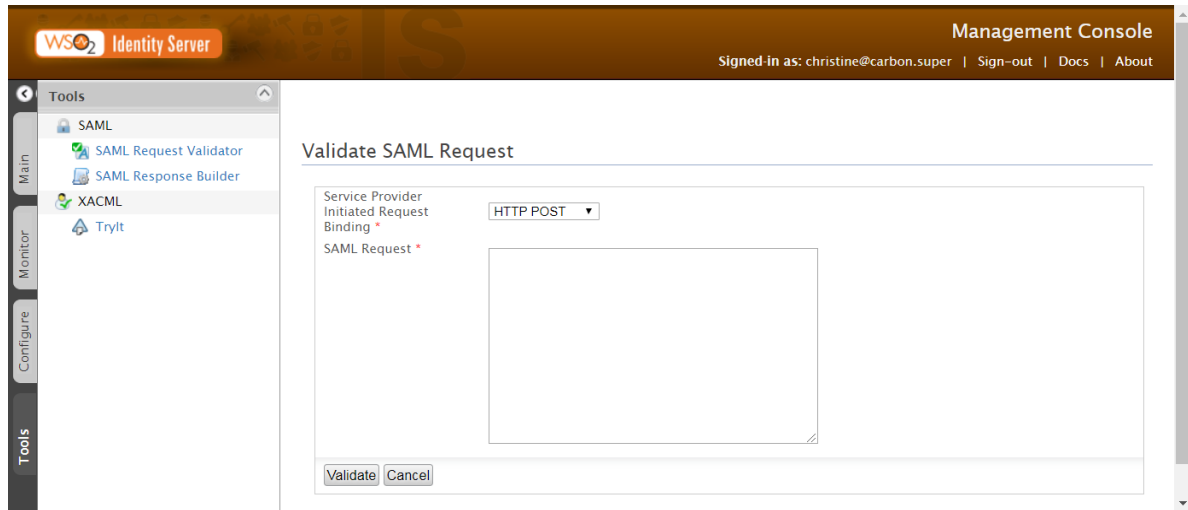 WSO2 Identity Server
Management Console
Signed-in as: christine@carbon.super | Sign-out | Docs | About
Main
Monitor
Configure
Tools
Tools
SAML
SAML Request Validator
SAML Response Builder
XACML
TryIt
Validate SAML Request
Service Provider
Initiated Request
Binding *
HTTP POST
SAML Request *
Validate
Cancel